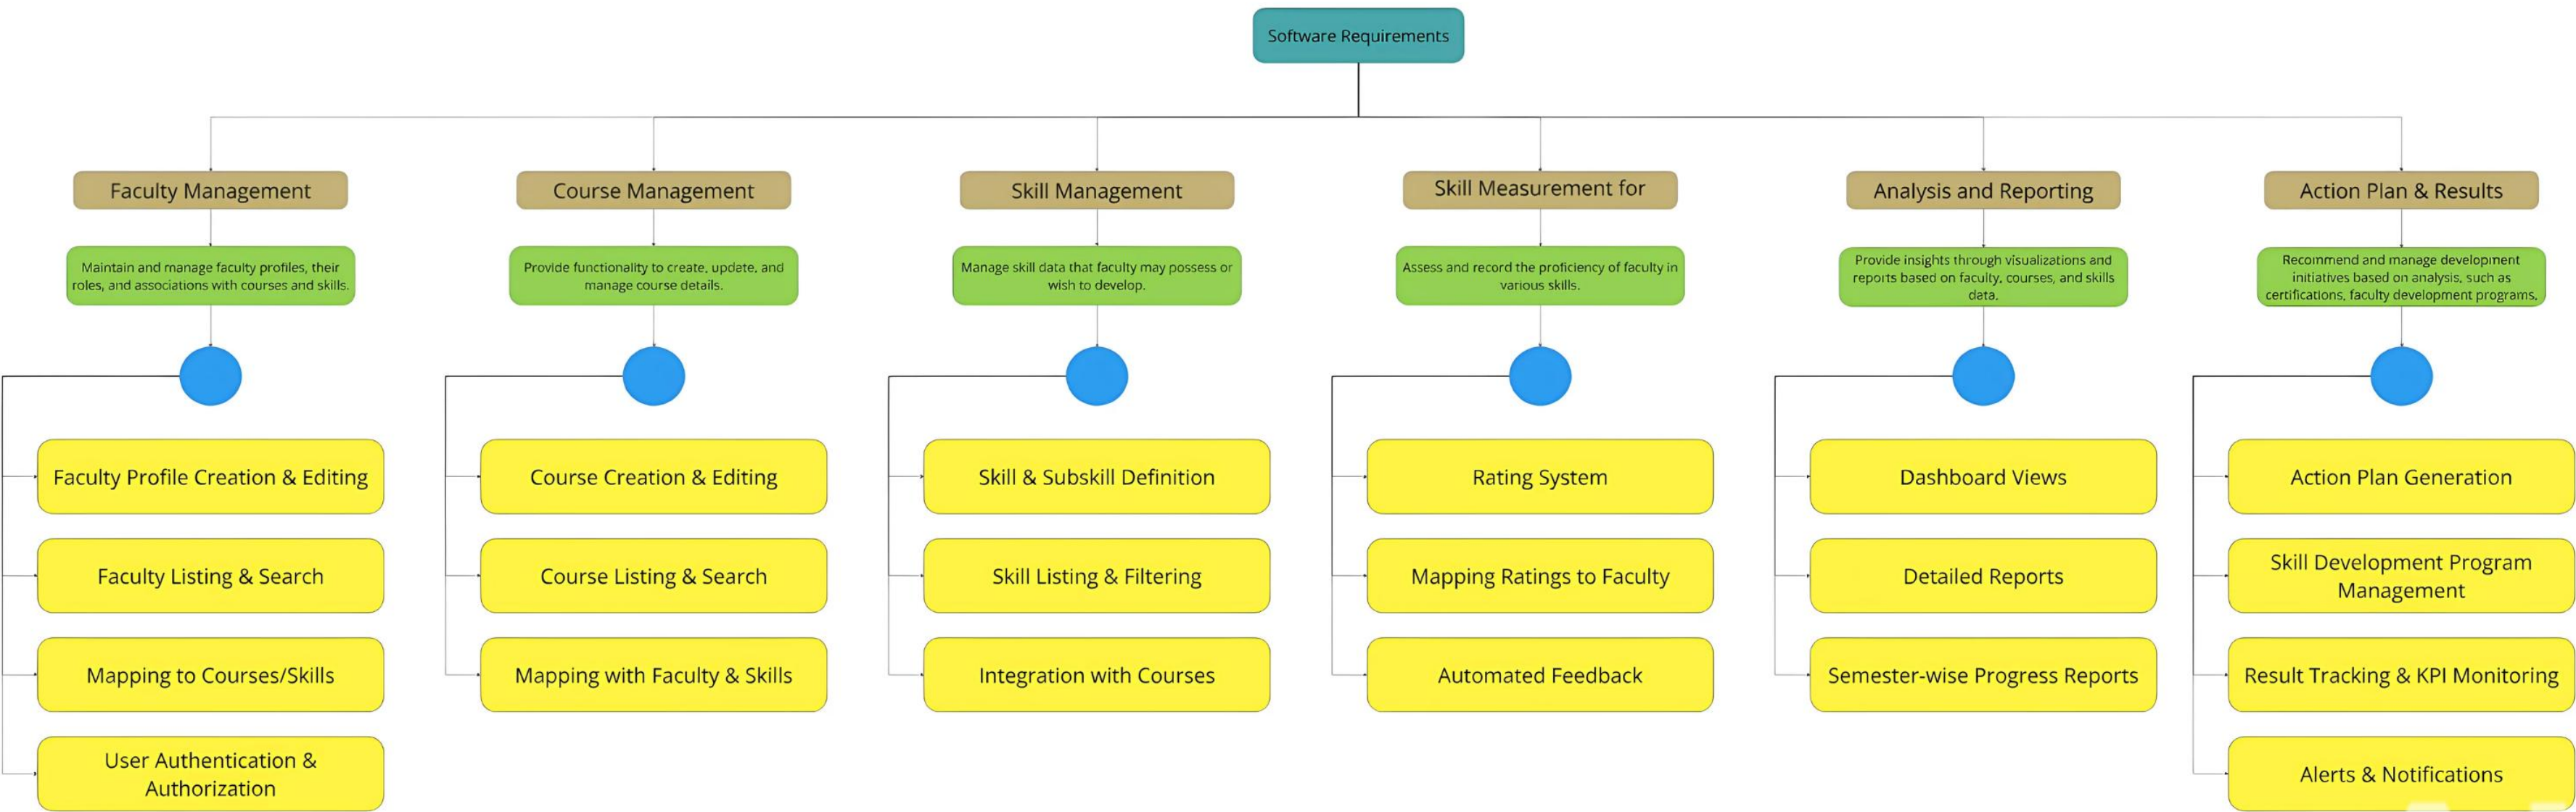 Software Requirements
Faculty Management
Course Management
Skill Management
Skill Measurement for
Analysis and Reporting
Action Plan & Results
Maintain and manage faculty profiles, their
roles, and associations with courses and skills.
Provide functionality to create, update, and
manage course details.
Manage skill data that faculty may possess or
wish to develop.
Assess and record the proficiency of faculty in
various skills.
Provide insights through visualizations and
reports based on faculty, courses, and skills
data.
Recommend and manage development
initiatives based on analysis, such as
certifications, faculty development programs,
Faculty Profile Creation & Editing
Faculty Listing & Search
Mapping to Courses/Skills
User Authentication &
Authorization
Course Creation & Editing
Course Listing & Search
Mapping with Faculty & Skills
Skill & Subskill Definition
Skill Listing & Filtering
Integration with Courses
Rating System
Mapping Ratings to Faculty
Automated Feedback
Dashboard Views
Detailed Reports
Semester-wise Progress Reports
Action Plan Generation
Skill Development Program
Management
Result Tracking & KPI Monitoring
Alerts & Notifications